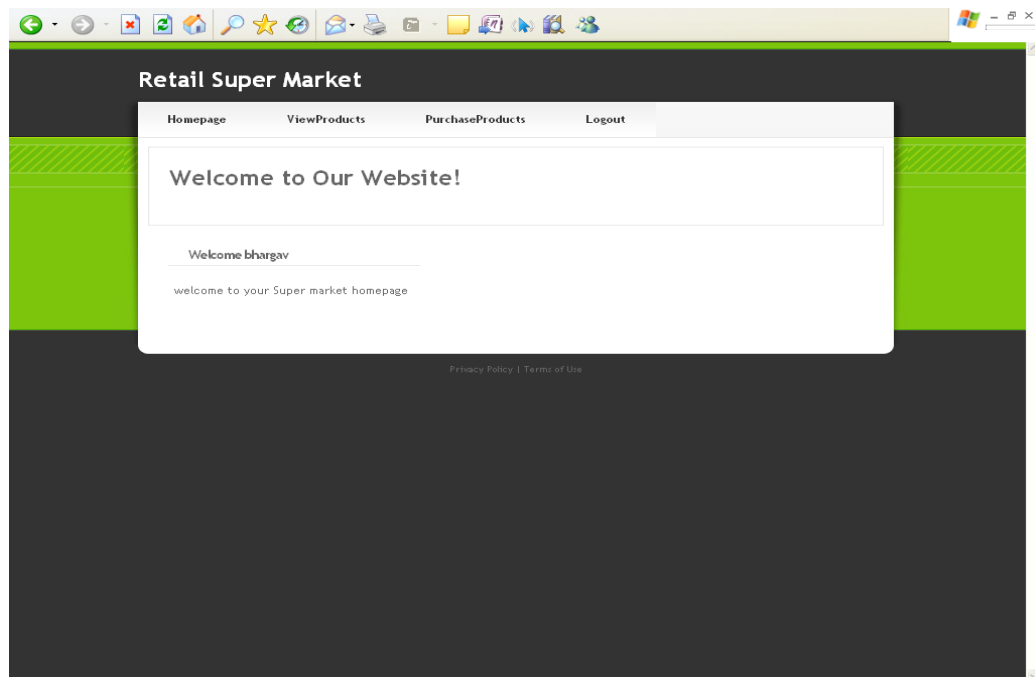 Retail Super Market
Homepage ViewProducts PurchaseProducts Logout
Welcome to Our Website!
Welcome bhargav
welcome to your Super market homepage
Privacy Policy | Terms of Use